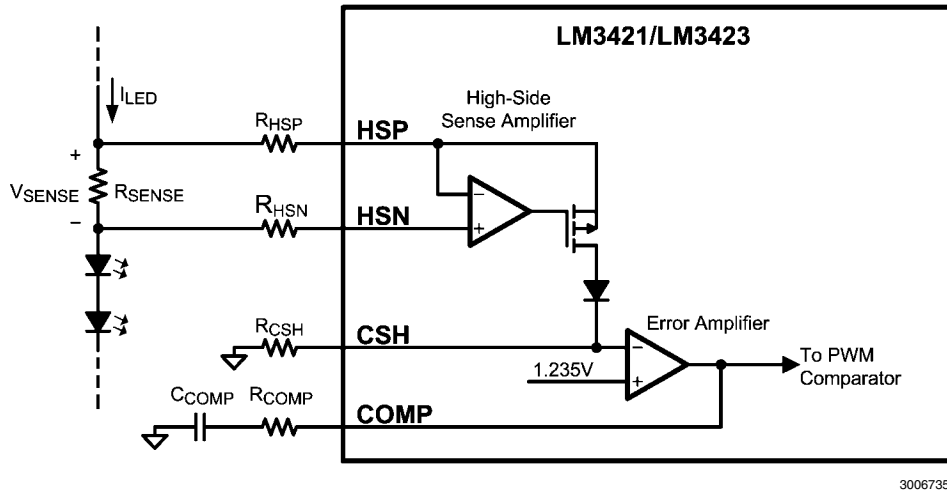 LM3421/LM3423
I_LED
High-Side
Sense Amplifier
R_HSP
HSP
+
V_SENSE
R_SENSE
−
R_HSN
HSN
−
+
R_CSH
CSH
Error Amplifier
−
1.235V
+
To PWM
Comparator
C_COMP
R_COMP
COMP
3006735